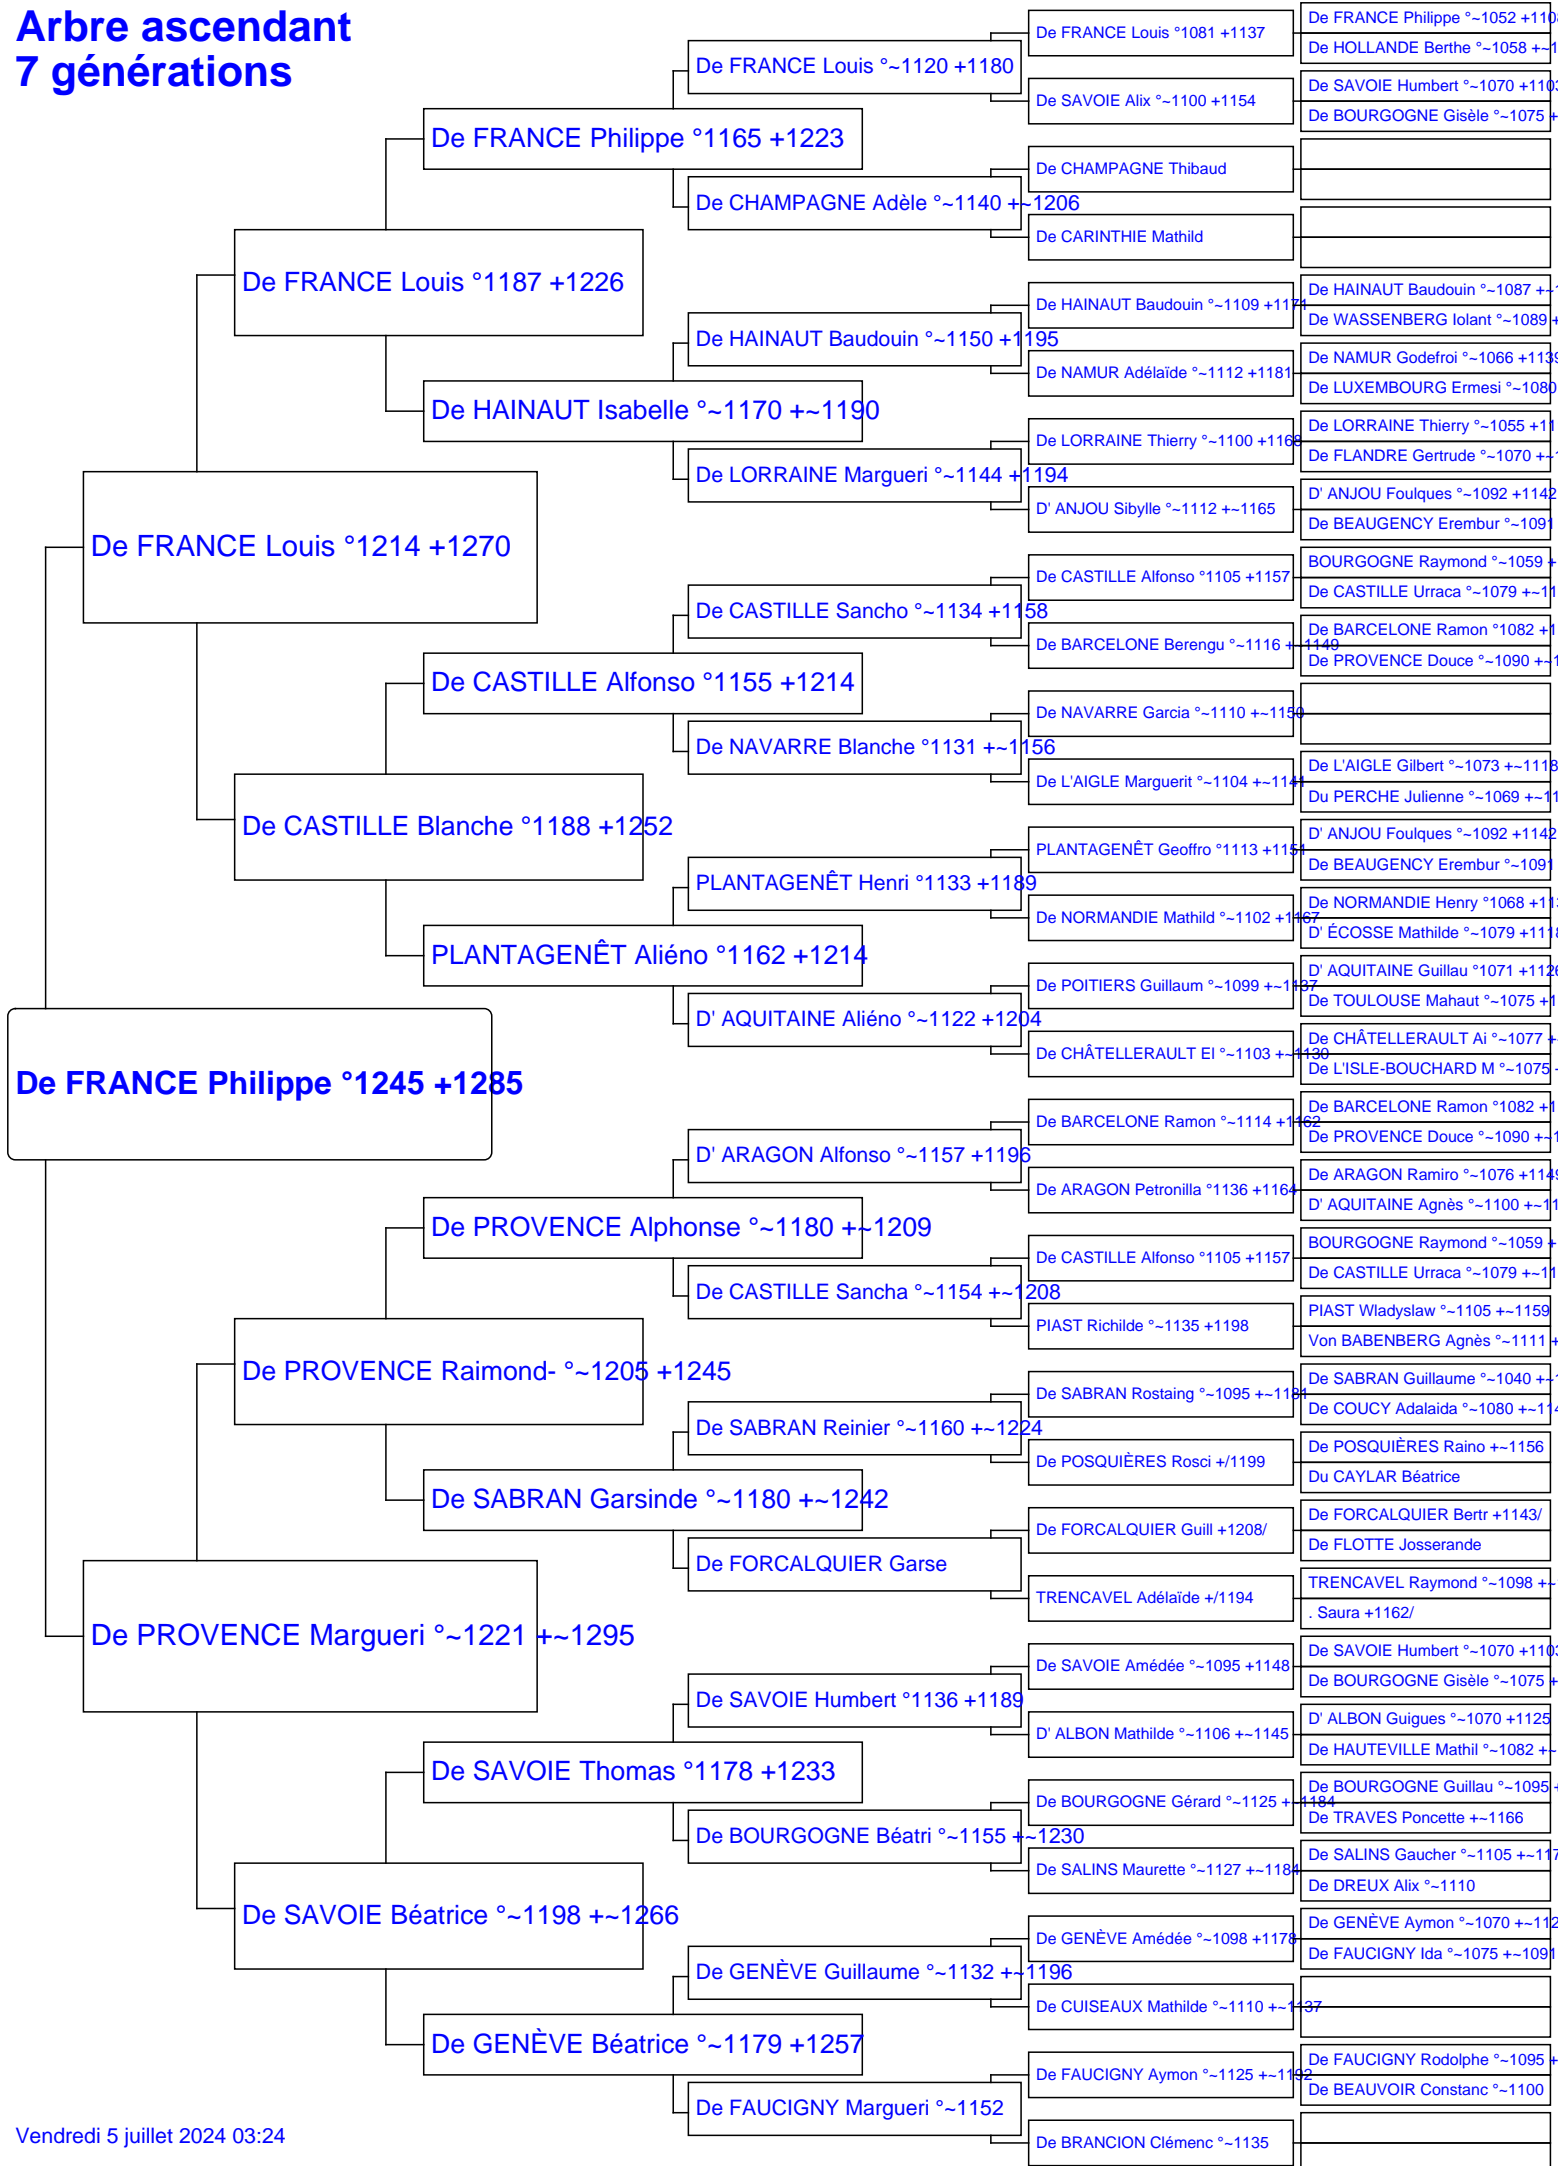 Arbre ascendant
7 générations
De FRANCE Philippe °1245 +1285
De FRANCE Louis °1214 +1270
De PROVENCE Margueri °~1221 +~1295
De FRANCE Louis °1187 +1226
De CASTILLE Blanche °1188 +1252
De PROVENCE Raimond- °~1205 +1245
De SAVOIE Béatrice °~1198 +~1266
De FRANCE Philippe °1165 +1223
De HAINAUT Isabelle °~1170 +~1190
De CASTILLE Alfonso °1155 +1214
PLANTAGENÊT Aliéno °1162 +1214
De PROVENCE Alphonse °~1180 +~1209
De SABRAN Garsinde °~1180 +~1242
De SAVOIE Thomas °1178 +1233
De GENÈVE Béatrice °~1179 +1257
De FRANCE Louis °~1120 +1180
De CHAMPAGNE Adèle °~1140 +~1206
De HAINAUT Baudouin °~1150 +1195
De LORRAINE Margueri °~1144 +1194
De CASTILLE Sancho °~1134 +1158
De NAVARRE Blanche °1131 +~1156
PLANTAGENÊT Henri °1133 +1189
D' AQUITAINE Aliéno °~1122 +1204
D' ARAGON Alfonso °~1157 +1196
De CASTILLE Sancha °~1154 +~1208
De SABRAN Reinier °~1160 +~1224
De FORCALQUIER Garse
De SAVOIE Humbert °1136 +1189
De BOURGOGNE Béatri °~1155 +~1230
De GENÈVE Guillaume °~1132 +~1196
De FAUCIGNY Margueri °~1152
De FRANCE Louis °1081 +1137
De SAVOIE Alix °~1100 +1154
De CHAMPAGNE Thibaud
De CARINTHIE Mathild
De HAINAUT Baudouin °~1109 +1171
De NAMUR Adélaïde °~1112 +1181
De LORRAINE Thierry °~1100 +1168
D' ANJOU Sibylle °~1112 +~1165
De CASTILLE Alfonso °1105 +1157
De BARCELONE Berengu °~1116 +~1149
De NAVARRE Garcia °~1110 +~1150
De L'AIGLE Marguerit °~1104 +~1141
PLANTAGENÊT Geoffro °1113 +1151
De NORMANDIE Mathild °~1102 +1167
De POITIERS Guillaum °~1099 +~1137
De CHÂTELLERAULT El °~1103 +~1130
De BARCELONE Ramon °~1114 +1162
De ARAGON Petronilla °1136 +1164
De CASTILLE Alfonso °1105 +1157
PIAST Richilde °~1135 +1198
De SABRAN Rostaing °~1095 +~1181
De POSQUIÈRES Rosci +/1199
De FORCALQUIER Guill +1208/
TRENCAVEL Adélaïde +/1194
De SAVOIE Amédée °~1095 +1148
D' ALBON Mathilde °~1106 +~1145
De BOURGOGNE Gérard °~1125 +~1184
De SALINS Maurette °~1127 +~1184
De GENÈVE Amédée °~1098 +1178
De CUISEAUX Mathilde °~1110 +~1137
De FAUCIGNY Aymon °~1125 +~1192
De BRANCION Clémenc °~1135
De FRANCE Philippe °~1052 +110
De HOLLANDE Berthe °~1058 +~1
De SAVOIE Humbert °~1070 +1103
De BOURGOGNE Gisèle °~1075 +
De HAINAUT Baudouin °~1087 +~1
De WASSENBERG Iolant °~1089 +
De NAMUR Godefroi °~1066 +1139
De LUXEMBOURG Ermesi °~1080
De LORRAINE Thierry °~1055 +11
De FLANDRE Gertrude °~1070 +~1
D' ANJOU Foulques °~1092 +1142
De BEAUGENCY Erembur °~1091
BOURGOGNE Raymond °~1059 +
De CASTILLE Urraca °~1079 +~11
De BARCELONE Ramon °1082 +1
De PROVENCE Douce °~1090 +~1
De L'AIGLE Gilbert °~1073 +~1118
Du PERCHE Julienne °~1069 +~11
D' ANJOU Foulques °~1092 +1142
De BEAUGENCY Erembur °~1091
De NORMANDIE Henry °1068 +113
D' ÉCOSSE Mathilde °~1079 +1118
D' AQUITAINE Guillau °1071 +1126
De TOULOUSE Mahaut °~1075 +1
De CHÂTELLERAULT Ai °~1077 +
De L'ISLE-BOUCHARD M °~1075 +
De BARCELONE Ramon °1082 +1
De PROVENCE Douce °~1090 +~1
De ARAGON Ramiro °~1076 +1149
D' AQUITAINE Agnès °~1100 +~11
BOURGOGNE Raymond °~1059 +
De CASTILLE Urraca °~1079 +~11
PIAST Wladyslaw °~1105 +~1159
Von BABENBERG Agnès °~1111 +
De SABRAN Guillaume °~1040 +~1
De COUCY Adalaida °~1080 +~114
De POSQUIÈRES Raino +~1156
Du CAYLAR Béatrice
De FORCALQUIER Bertr +1143/
De FLOTTE Josserande
TRENCAVEL Raymond °~1098 +~
. Saura +1162/
De SAVOIE Humbert °~1070 +1103
De BOURGOGNE Gisèle °~1075 +
D' ALBON Guigues °~1070 +1125
De HAUTEVILLE Mathil °~1082 +~
De BOURGOGNE Guillau °~1095 +
De TRAVES Poncette +~1166
De SALINS Gaucher °~1105 +~117
De DREUX Alix °~1110
De GENÈVE Aymon °~1070 +~112
De FAUCIGNY Ida °~1075 +~1091
De FAUCIGNY Rodolphe °~1095 +
De BEAUVOIR Constanc °~1100
Vendredi 5 juillet 2024 03:24